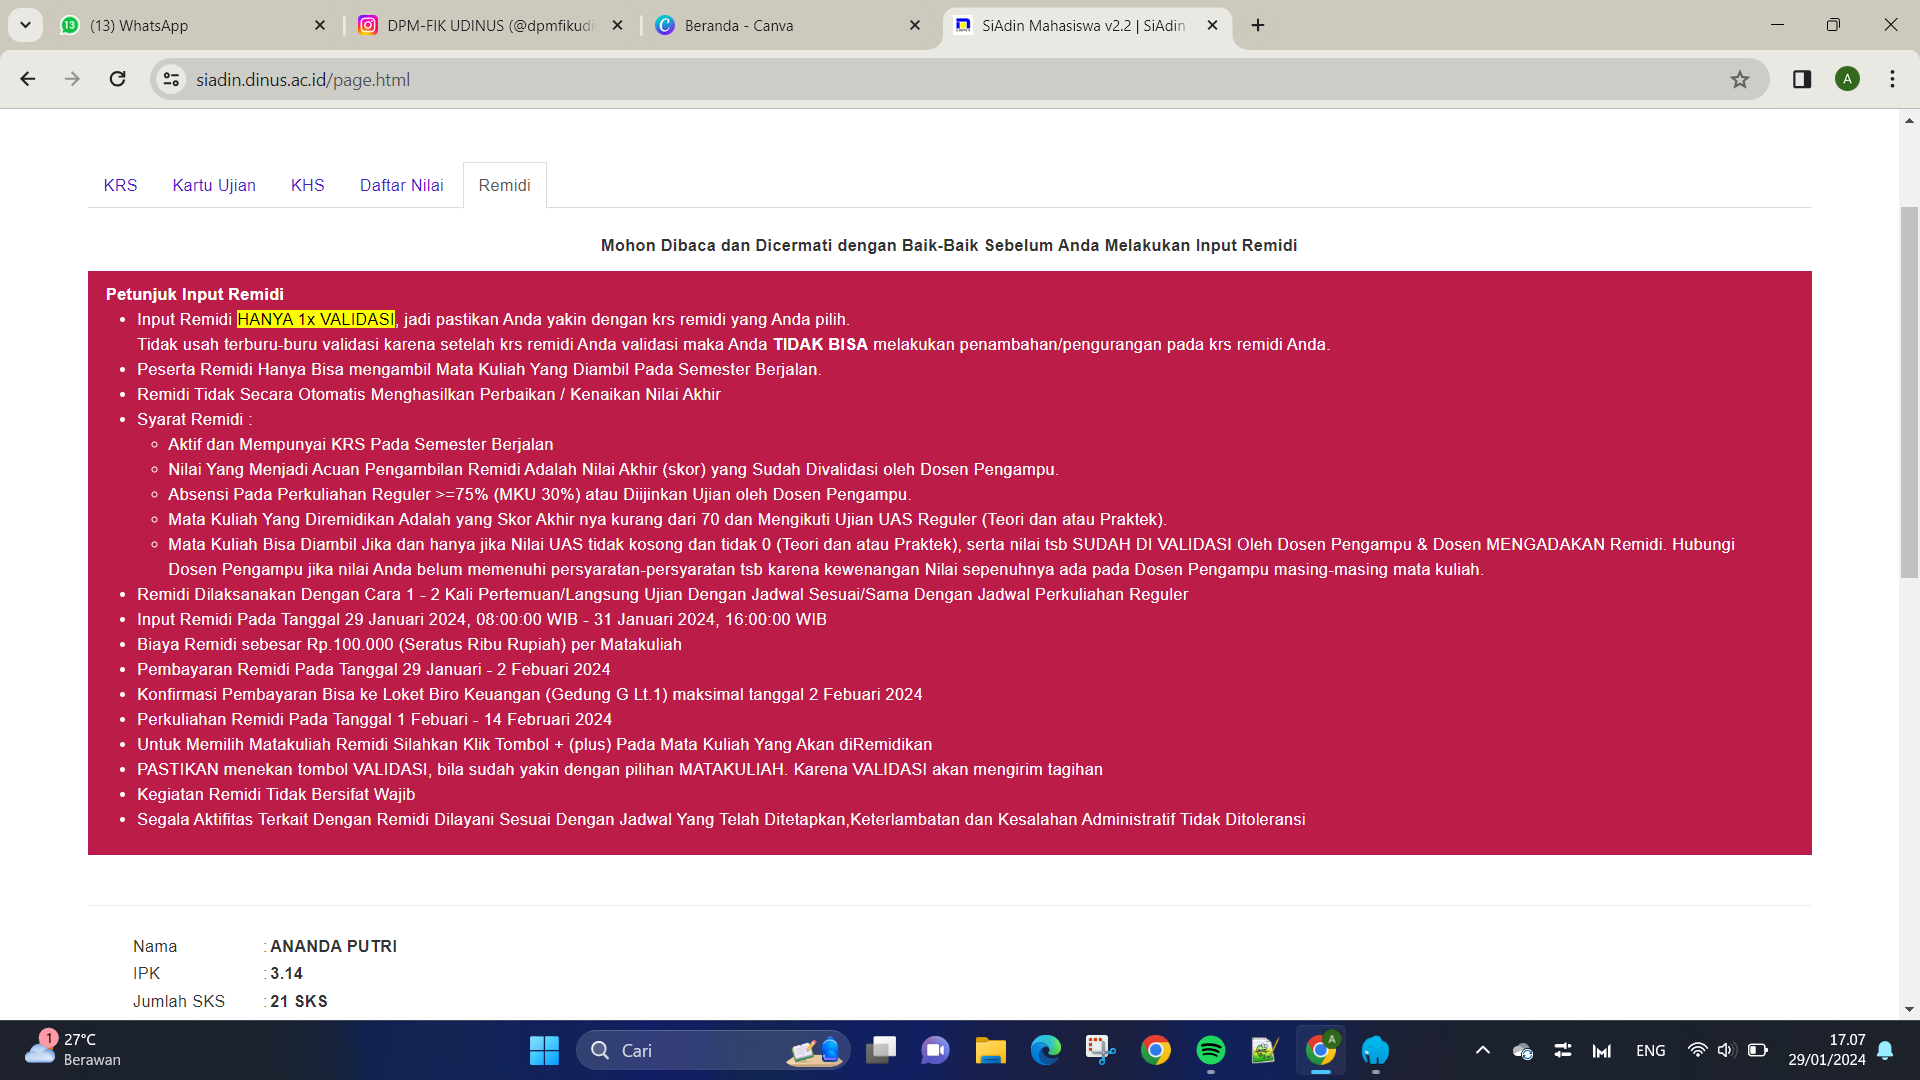 (13) WhatsApp
DPM-FIK UDINUS (@dpmfikudi
Beranda - Canva
SiAdin Mahasiswa v2.2 | SiAdin
siadin.dinus.ac.id/page.html
A
KRS
Kartu Ujian
KHS
Daftar Nilai
Remidi
Mohon Dibaca dan Dicermati dengan Baik-Baik Sebelum Anda Melakukan Input Remidi
Petunjuk Input Remidi
• Input Remidi HANYA 1x VALIDASI, jadi pastikan Anda yakin dengan krs remidi yang Anda pilih.
Tidak usah terburu-buru validasi karena setelah krs remidi Anda validasi maka Anda TIDAK BISA melakukan penambahan/pengurangan pada krs remidi Anda.
• Peserta Remidi Hanya Bisa mengambil Mata Kuliah Yang Diambil Pada Semester Berjalan.
• Remidi Tidak Secara Otomatis Menghasilkan Perbaikan / Kenaikan Nilai Akhir
• Syarat Remidi :
◦ Aktif dan Mempunyai KRS Pada Semester Berjalan
◦ Nilai Yang Menjadi Acuan Pengambilan Remidi Adalah Nilai Akhir (skor) yang Sudah Divalidasi oleh Dosen Pengampu.
◦ Absensi Pada Perkuliahan Reguler >=75% (MKU 30%) atau Diijinkan Ujian oleh Dosen Pengampu.
◦ Mata Kuliah Yang Diremidikan Adalah yang Skor Akhir nya kurang dari 70 dan Mengikuti Ujian UAS Reguler (Teori dan atau Praktek).
◦ Mata Kuliah Bisa Diambil Jika dan hanya jika Nilai UAS tidak kosong dan tidak 0 (Teori dan atau Praktek), serta nilai tsb SUDAH DI VALIDASI Oleh Dosen Pengampu & Dosen MENGADAKAN Remidi. Hubungi
Dosen Pengampu jika nilai Anda belum memenuhi persyaratan-persyaratan tsb karena kewenangan Nilai sepenuhnya ada pada Dosen Pengampu masing-masing mata kuliah.
• Remidi Dilaksanakan Dengan Cara 1 - 2 Kali Pertemuan/Langsung Ujian Dengan Jadwal Sesuai/Sama Dengan Jadwal Perkuliahan Reguler
• Input Remidi Pada Tanggal 29 Januari 2024, 08:00:00 WIB - 31 Januari 2024, 16:00:00 WIB
• Biaya Remidi sebesar Rp.100.000 (Seratus Ribu Rupiah) per Matakuliah
• Pembayaran Remidi Pada Tanggal 29 Januari - 2 Febuari 2024
• Konfirmasi Pembayaran Bisa ke Loket Biro Keuangan (Gedung G Lt.1) maksimal tanggal 2 Febuari 2024
• Perkuliahan Remidi Pada Tanggal 1 Febuari - 14 Februari 2024
• Untuk Memilih Matakuliah Remidi Silahkan Klik Tombol + (plus) Pada Mata Kuliah Yang Akan diRemidikan
• PASTIKAN menekan tombol VALIDASI, bila sudah yakin dengan pilihan MATAKULIAH. Karena VALIDASI akan mengirim tagihan
• Kegiatan Remidi Tidak Bersifat Wajib
• Segala Aktifitas Terkait Dengan Remidi Dilayani Sesuai Dengan Jadwal Yang Telah Ditetapkan,Keterlambatan dan Kesalahan Administratif Tidak Ditoleransi
Nama : ANANDA PUTRI
IPK : 3.14
Jumlah SKS : 21 SKS
1
27°C
Berawan
Cari
ENG
17.07
29/01/2024